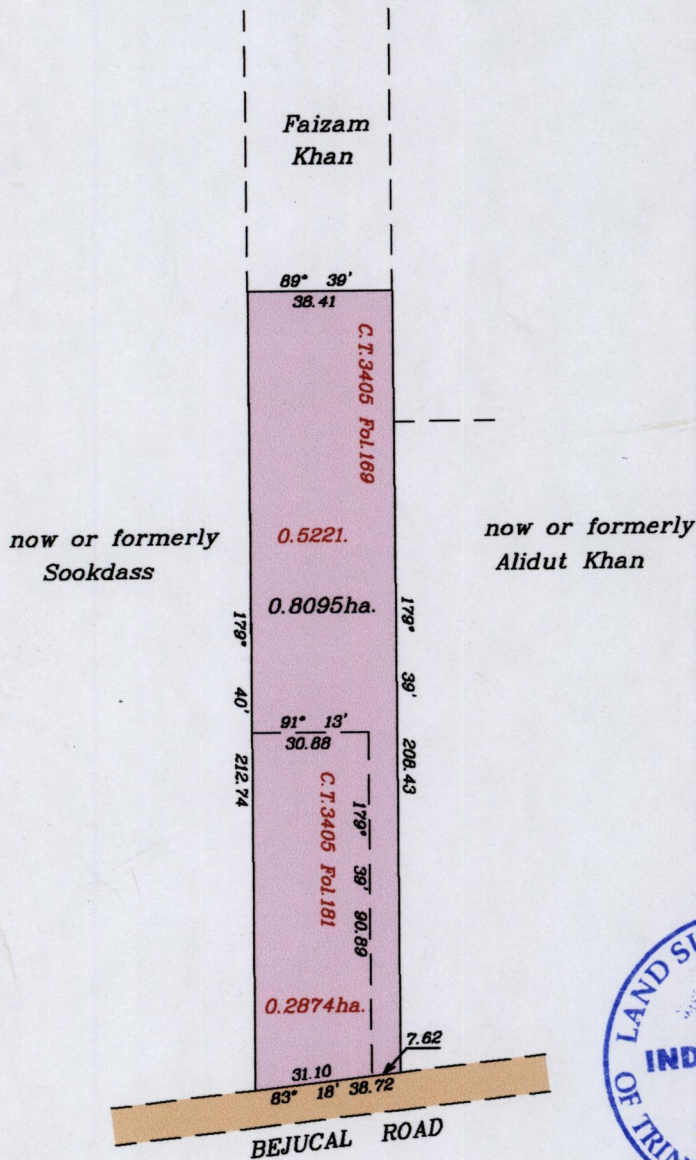 Faizam
Khan
89° 39'
38.41
C.T.3405 Fol.169
now or formerly
Sookdass
0.5221.
now or formerly
Alidut Khan
0.8095ha.
179° 40' 212.74
179° 39' 208.43
91° 13'
30.88
C.T.3405 Fol.181
179° 39' 90.89
0.2874ha.
7.62
31.10
83° 18' 38.72
BEJUCAL ROAD
LAND SU
IND
OF TRIN